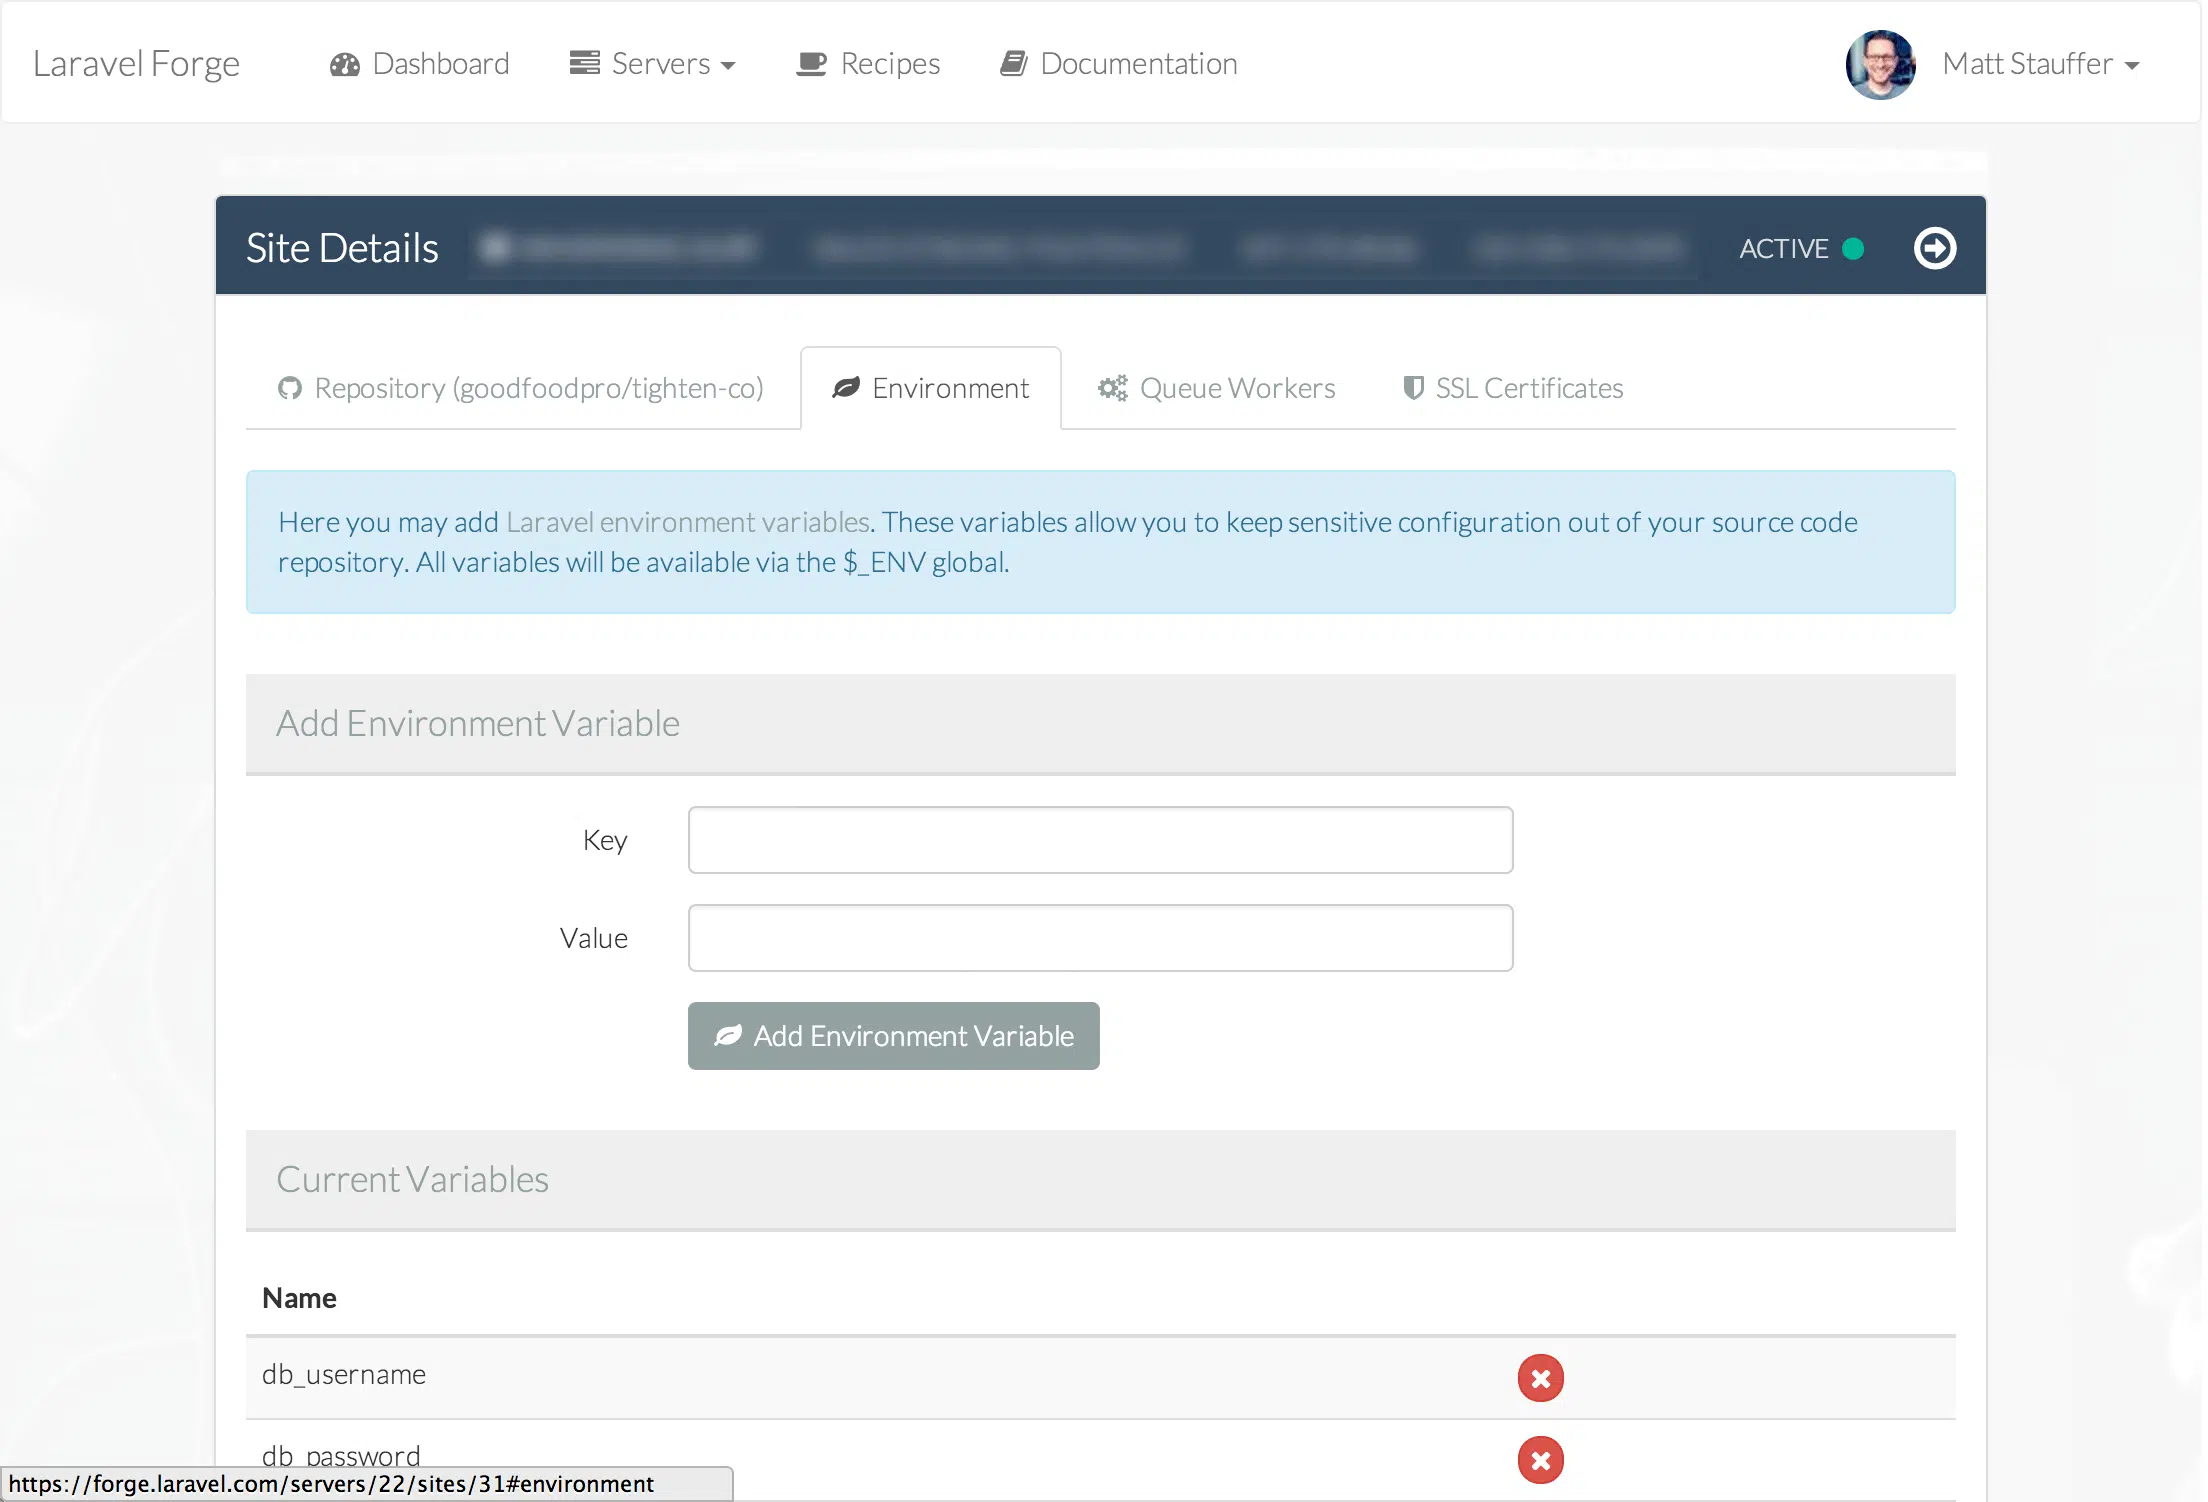 Laravel Forge Dashboard Servers Recipes Documentation Matt Stauffer
Site Details ACTIVE
Repository (goodfoodpro/tighten-co) Environment Queue Workers SSL Certificates
Here you may add Laravel environment variables. These variables allow you to keep sensitive configuration out of your source code
repository. All variables will be available via the $_ENV global.
Add Environment Variable
Key
Value
Add Environment Variable
Current Variables
Name
db_username
db_password
https://forge.laravel.com/servers/22/sites/31#environment